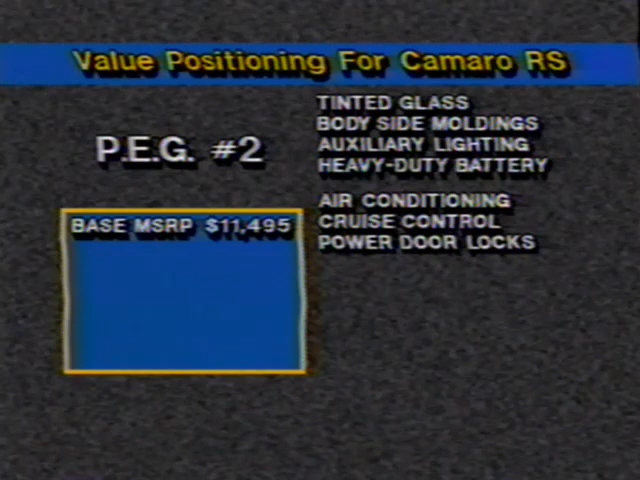 Value Positioning For Camaro RS
P.E.G. #2
BASE MSRP $11,495
TINTED GLASS
BODY SIDE MOLDINGS
AUXILIARY LIGHTING
HEAVY-DUTY BATTERY
AIR CONDITIONING
CRUISE CONTROL
POWER DOOR LOCKS